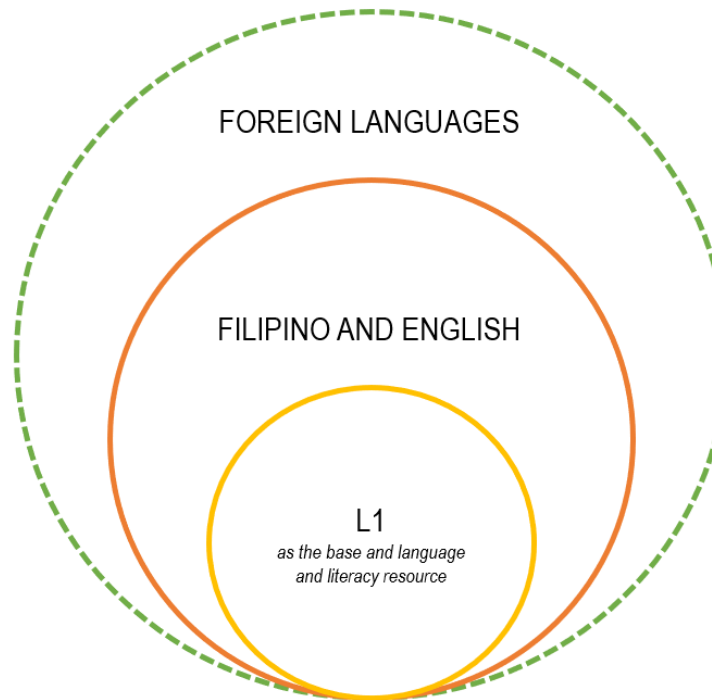 FOREIGN LANGUAGES
FILIPINO AND ENGLISH
L1
as the base and language
and literacy resource